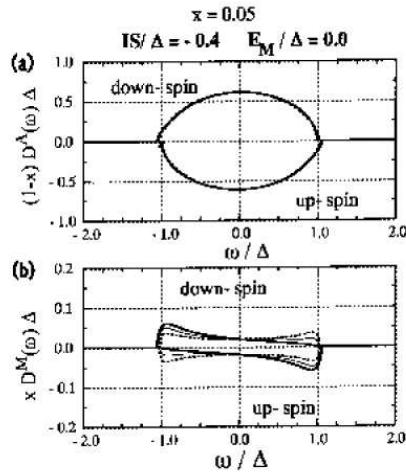 x = 0.05
IS/Δ = - 0.4 E_M / Δ = 0.0
(a)
1.0
down- spin
0.5
0.0
- 0.5
up- spin
- 1.0
(1-x) D^A(ω) Δ
- 2.0 - 1.0 0.0 1.0 2.0
ω / Δ
(b)
0.2
down- spin
0.1
0.0
- 0.1
up- spin
- 0.2
x D^M(ω) Δ
- 2.0 -1.0 0.0 1.0 2.0
ω / Δ